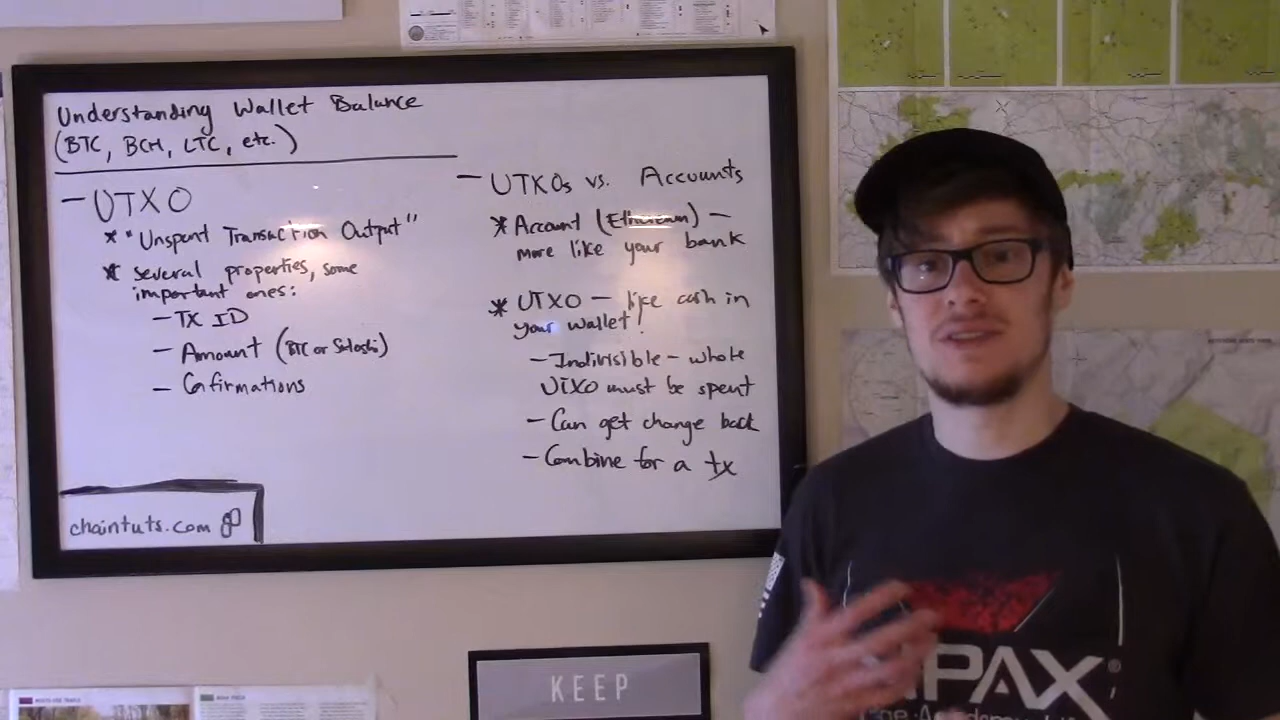 Understanding Wallet Balance
(BTC, BCH, LTC, etc.)
- UTXO
* "Unspent Transaction Output"
* several properties, some
important ones:
- TX ID
- Amount (BTC or Satoshi)
- Confirmations
chaintuts.com
- UTXOs vs. Accounts
* Account (Ethereum) -
more like your bank
* UTXO - like cash in
your wallet!
- Indivisible - whole
UTXO must be spent
- Can get change back
- Combine for a tx
KEEP
APAX®